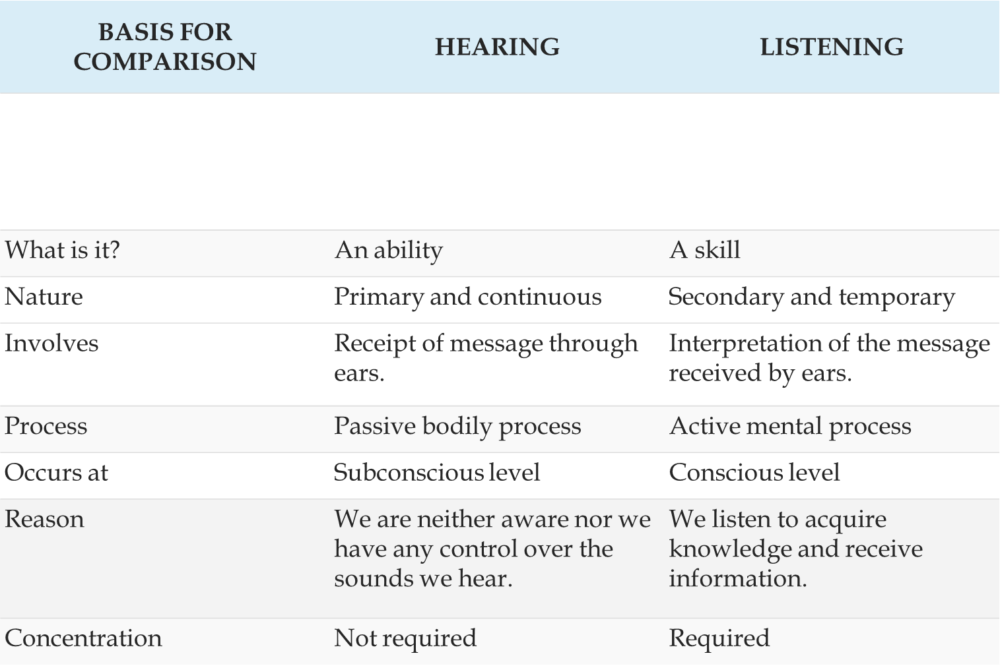 BASIS FOR
COMPARISON
HEARING
LISTENING
What is it?
An ability
A skill
Nature
Primary and continuous
Secondary and temporary
Involves
Receipt of message through
ears.
Interpretation of the message
received by ears.
Process
Passive bodily process
Active mental process
Occurs at
Subconscious level
Conscious level
Reason
We are neither aware nor we
have any control over the
sounds we hear.
We listen to acquire
knowledge and receive
information.
Concentration
Not required
Required